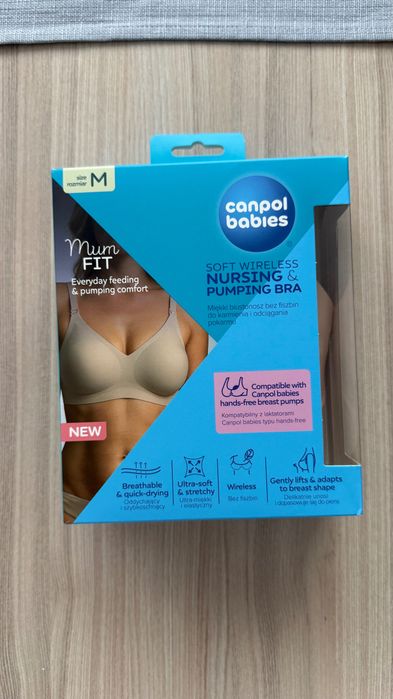 size
rozmiar
M
canpol
babies
Mum
FIT
Everyday feeding
& pumping comfort
SOFT WIRELESS
NURSING &
PUMPING BRA
Miękki biustonosz bez fiszbin
do karmienia i odciągania
pokarmu
Compatible with
Canpol babies
hands-free breast pumps
Kompatybilny z laktatorami
Canpol babies typu hands-free
NEW
Breathable
& quick-drying
Oddychający
i szybkoschnący
Ultra-soft
& stretchy
Ultra-miękki
i elastyczny
Wireless
Bez fiszbin
Gently lifts & adapts
to breast shape
Delikatnie unosi
i dopasowuje się do piersi